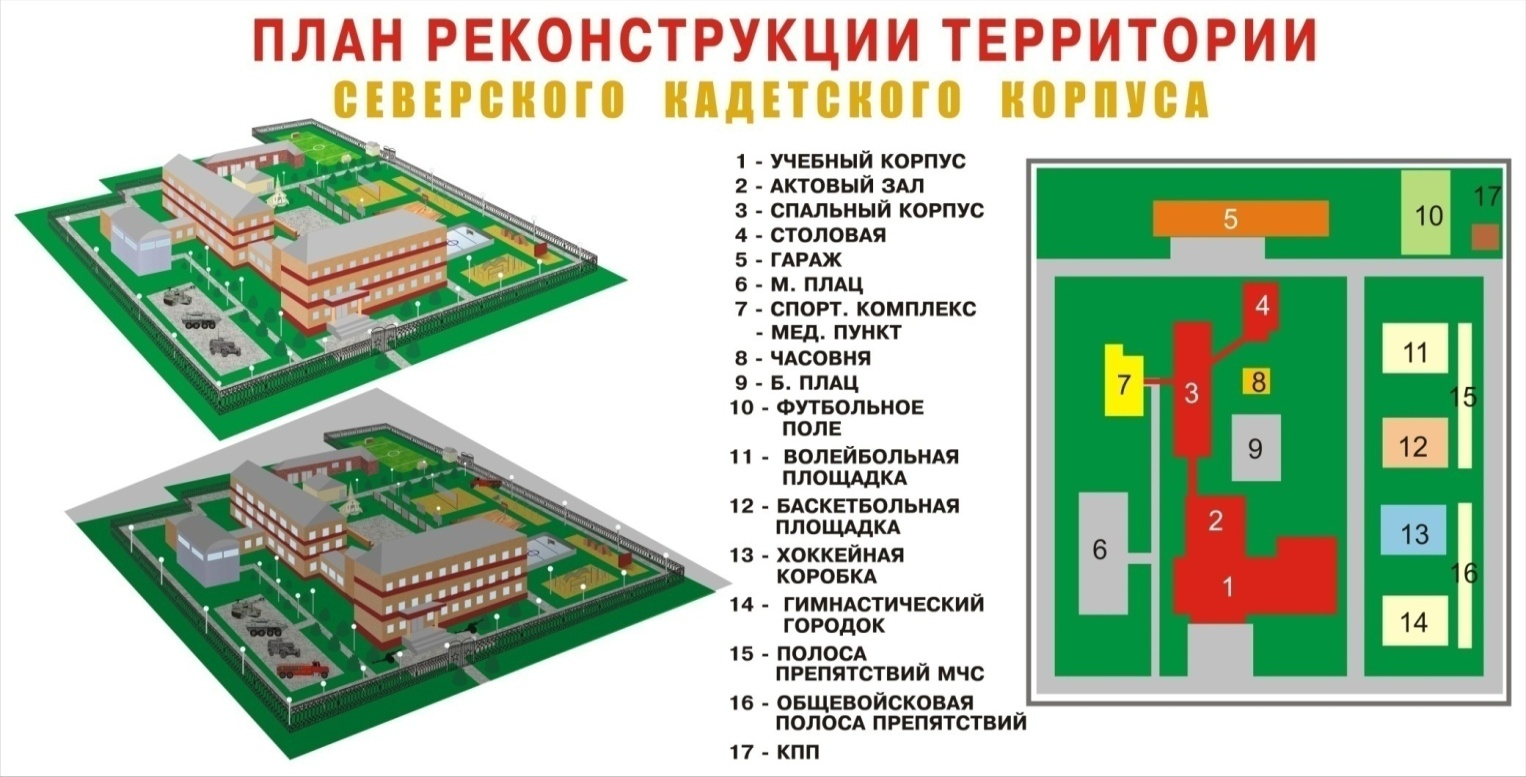 ПЛАН РЕКОНСТРУКЦИИ ТЕРРИТОРИИ
СЕВЕРСКОГО КАДЕТСКОГО КОРПУСА
1 - УЧЕБНЫЙ КОРПУС
2 - АКТОВЫЙ ЗАЛ
3 - СПАЛЬНЫЙ КОРПУС
4 - СТОЛОВАЯ
5 - ГАРАЖ
6 - М. ПЛАЦ
7 - СПОРТ. КОМПЛЕКС
- МЕД. ПУНКТ
8 - ЧАСОВНЯ
9 - Б. ПЛАЦ
10 - ФУТБОЛЬНОЕ
ПОЛЕ
11 - ВОЛЕЙБОЛЬНАЯ
ПЛОЩАДКА
12 - БАСКЕТБОЛЬНАЯ
ПЛОЩАДКА
13 - ХОККЕЙНАЯ
КОРОБКА
14 - ГИМНАСТИЧЕСКИЙ
ГОРОДОК
15 - ПОЛОСА
ПРЕПЯТСТВИЙ МЧС
16 - ОБЩЕВОЙСКОВАЯ
ПОЛОСА ПРЕПЯТСТВИЙ
17 - КПП
17
5
10
4
11
7
8
3
15
12
9
2
13
6
16
1
14